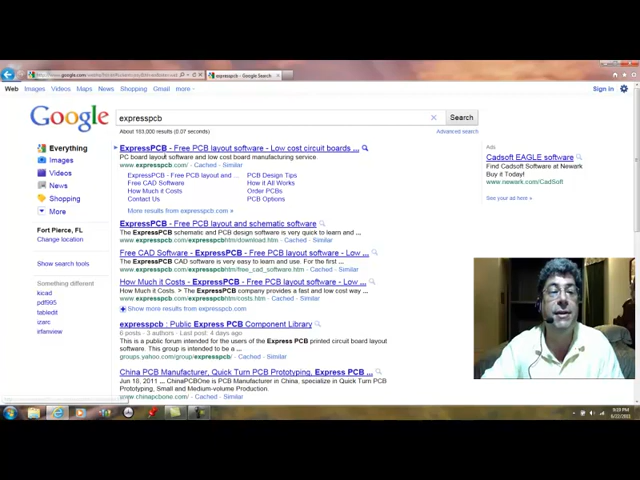 expresspcb - Google Search
Web Images Videos Maps News Shopping Gmail more
Sign in
Google
expresspcb
Search
About 183,000 results (0.07 seconds)
Advanced search
Everything
Images
Videos
News
Shopping
More
Fort Pierce, FL
Change location
Show search tools
Something different
kicad
pdf995
tabledit
izarc
irfanview
ExpressPCB - Free PCB layout software - Low cost circuit boards ...
PC board layout software and low cost board manufacturing service.
www.expresspcb.com/ - Cached - Similar
ExpressPCB - Free PCB layout and ... PCB Design Tips
Free CAD Software How it All Works
How Much it Costs Order PCBs
Contact Us PCB Options
More results from expresspcb.com »
ExpressPCB - Free PCB layout and schematic software
ExpressPCB schematic and PCB design software is very quick to learn and ...
www.expresspcb.com/expresspcbhtm/download.htm - Cached - Similar
Free CAD Software - ExpressPCB - Free PCB layout software - Low ...
The ExpressPCB CAD software is very easy to learn and use. For the first ...
www.expresspcb.com/expresspcbhtm/free_cad_software.htm - Cached - Similar
How Much it Costs - ExpressPCB - Free PCB layout software - Low ...
How Much it Costs > The ExpressPCB company provides a fast and low cost way ...
www.expresspcb.com/expresspcbhtm/costs.htm - Cached - Similar
Show more results from expresspcb.com
expresspcb : Public Express PCB Component Library
6 posts - 3 authors - Last post: 4 days ago
This is a public forum intended for the users of the Express PCB printed circuit board layout
software. This group is intended to be a ...
groups.yahoo.com/group/expresspcb/ - Cached - Similar
China PCB Manufacturer, Quick Turn PCB Prototyping, Express PCB ...
Jun 18, 2011 ... ChinaPCBOne is PCB Manufacturer in China, specialize in Quick Turn PCB
Prototyping, Small and Medium-volume Production.
www.chinapcbone.com/ - Cached - Similar
Ads
Cadsoft EAGLE software
Find Cadsoft Software at Newark
Buy it Today!
www.newark.com/CadSoft
See your ad here »
9:39 PM
6/22/2011